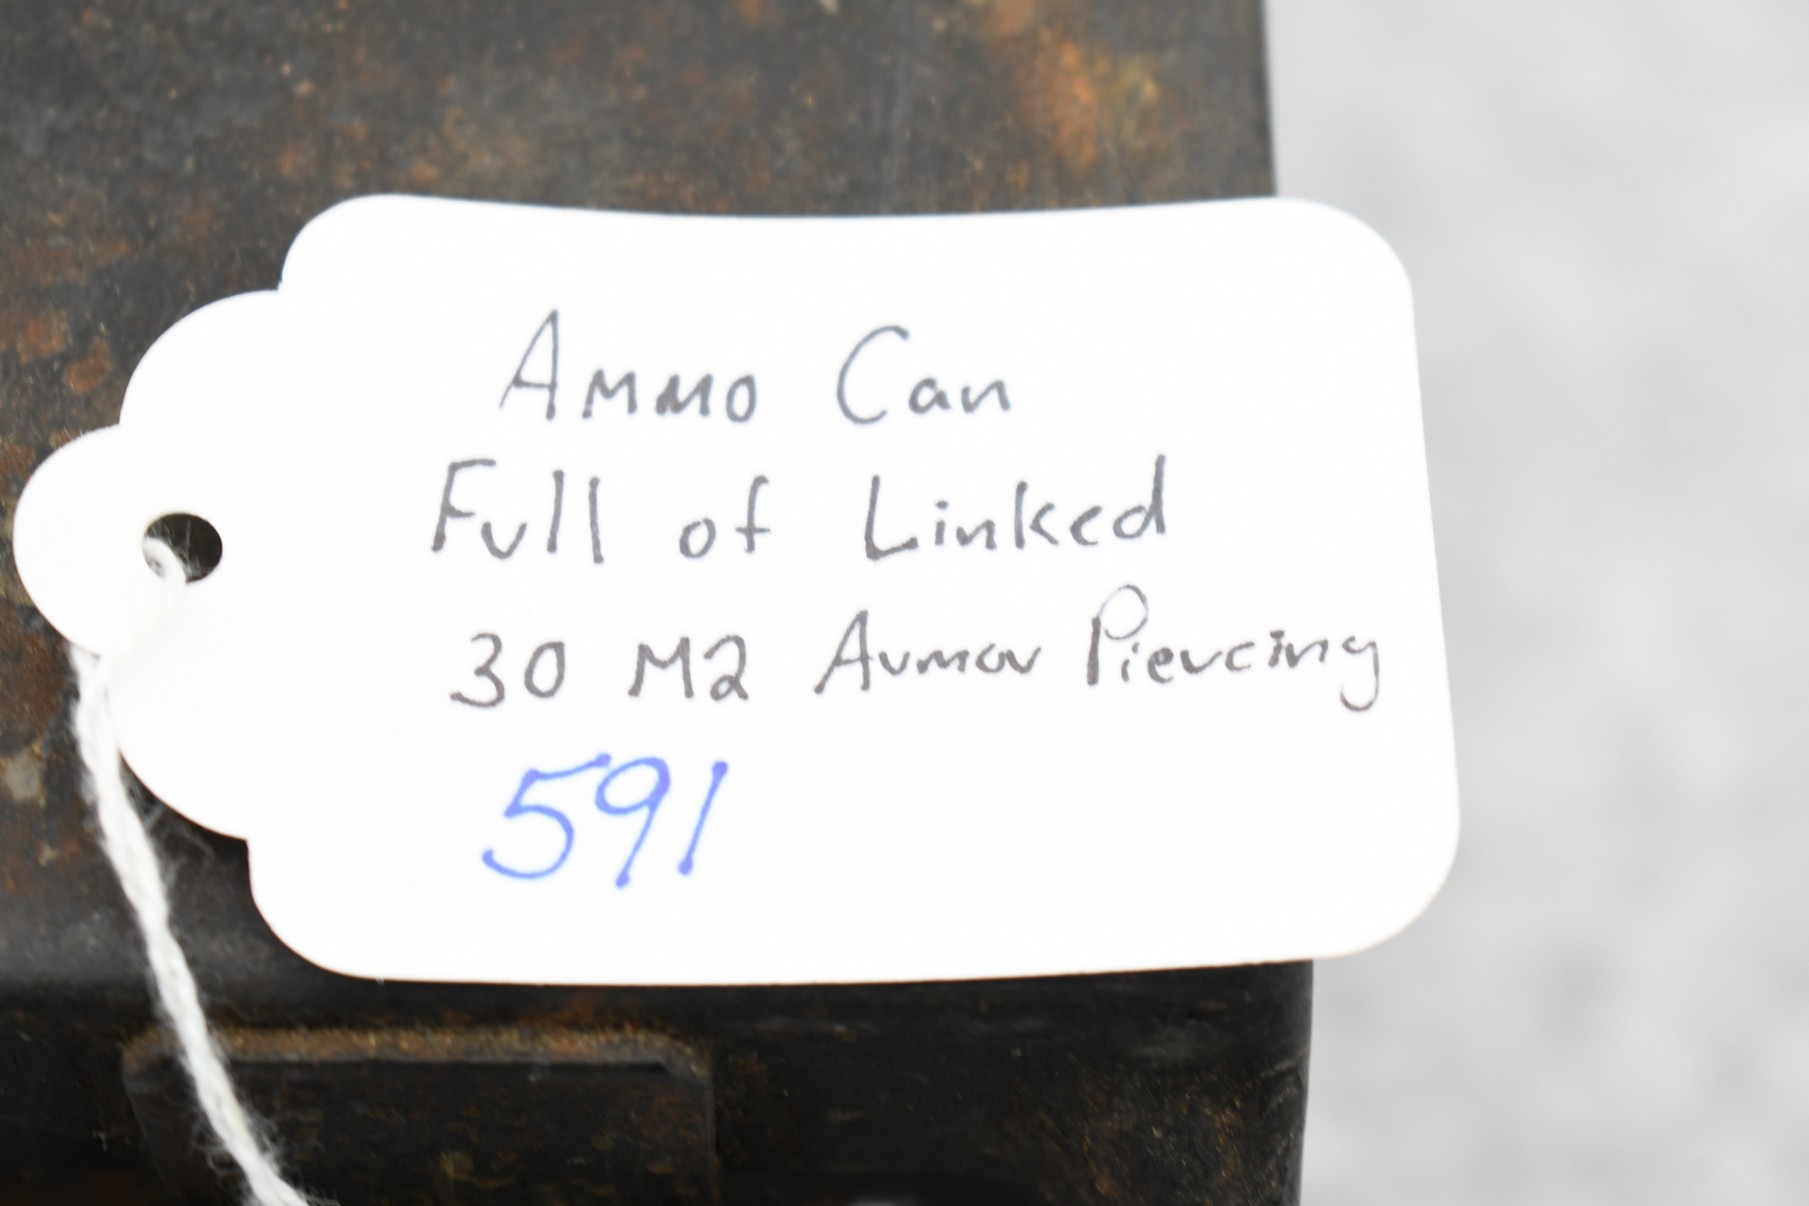 Ammo Can
Full of Linked
30 M2 Armor Piercing
591